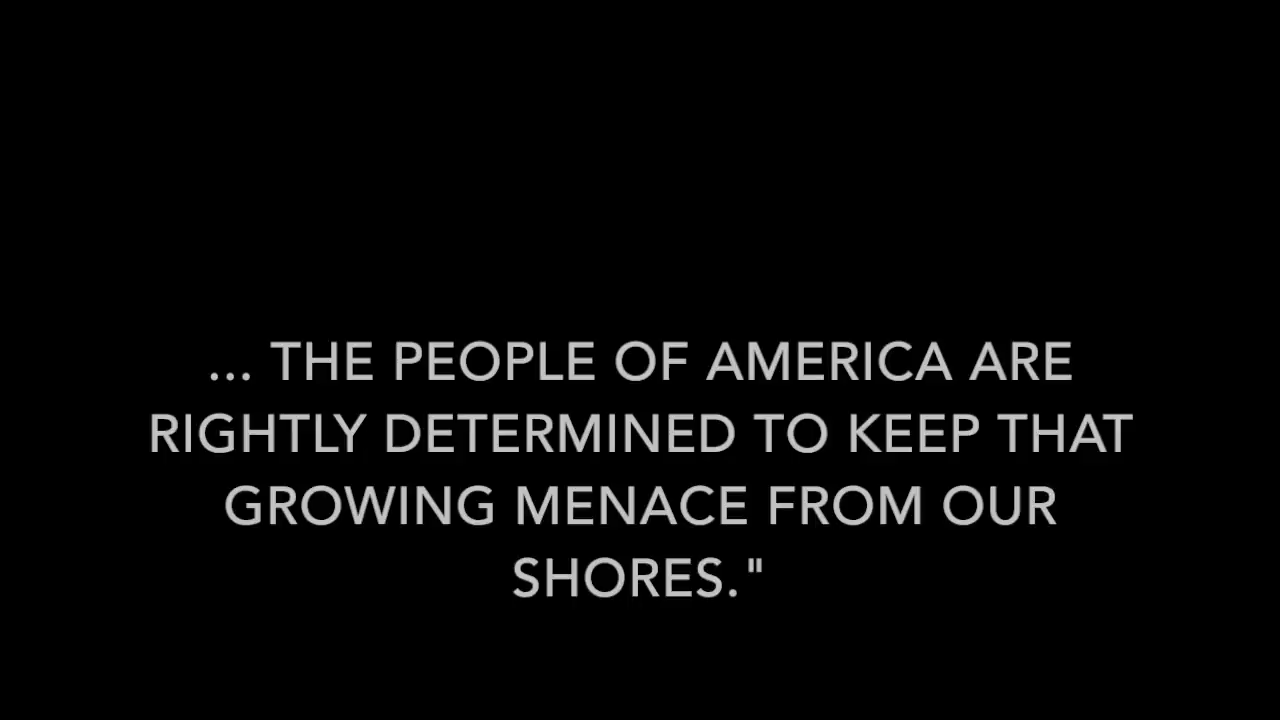 ... THE PEOPLE OF AMERICA ARE
RIGHTLY DETERMINED TO KEEP THAT
GROWING MENACE FROM OUR
SHORES."